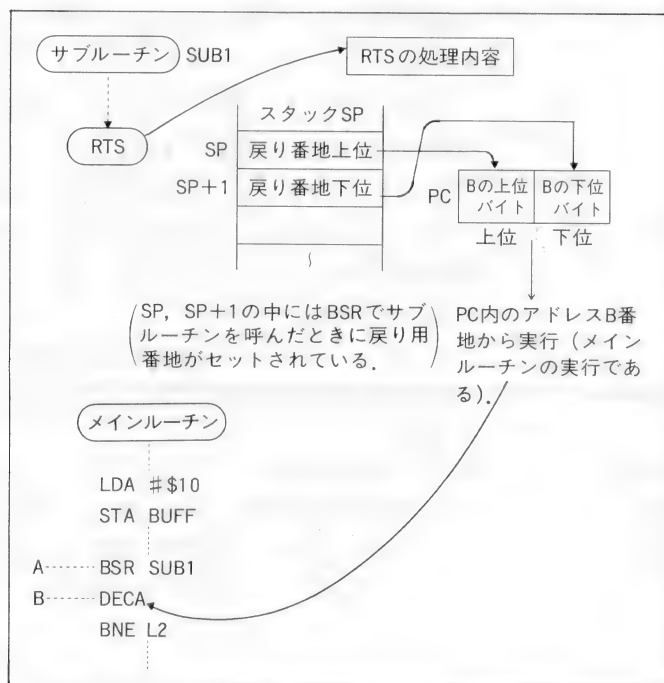 サブルーチン SUB1
RTSの処理内容
RTS
スタックSP
SP 戻り番地上位
SP+1 戻り番地下位
PC
Bの上位バイト
Bの下位バイト
上位 下位
(SP, SP+1の中にはBSRでサブ
ルーチンを呼んだときに戻り用
番地がセットされている.)
PC内のアドレスB番
地から実行(メイン
ルーチンの実行であ
る).
メインルーチン
LDA #$10
STA BUFF
A BSR SUB1
B DECA
BNE L2